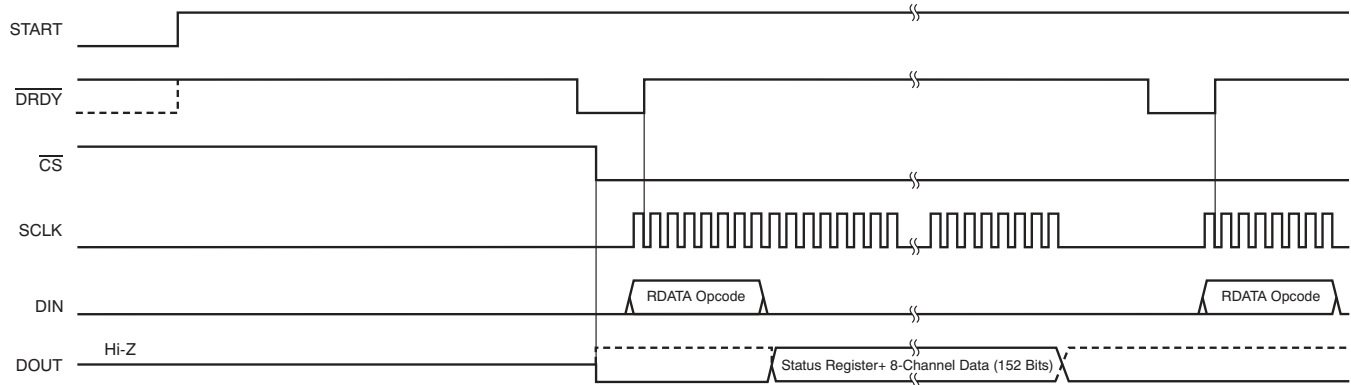 START
DRDY
CS
SCLK
DIN
RDATA Opcode
RDATA Opcode
Hi-Z
DOUT
Status Register+ 8-Channel Data (152 Bits)